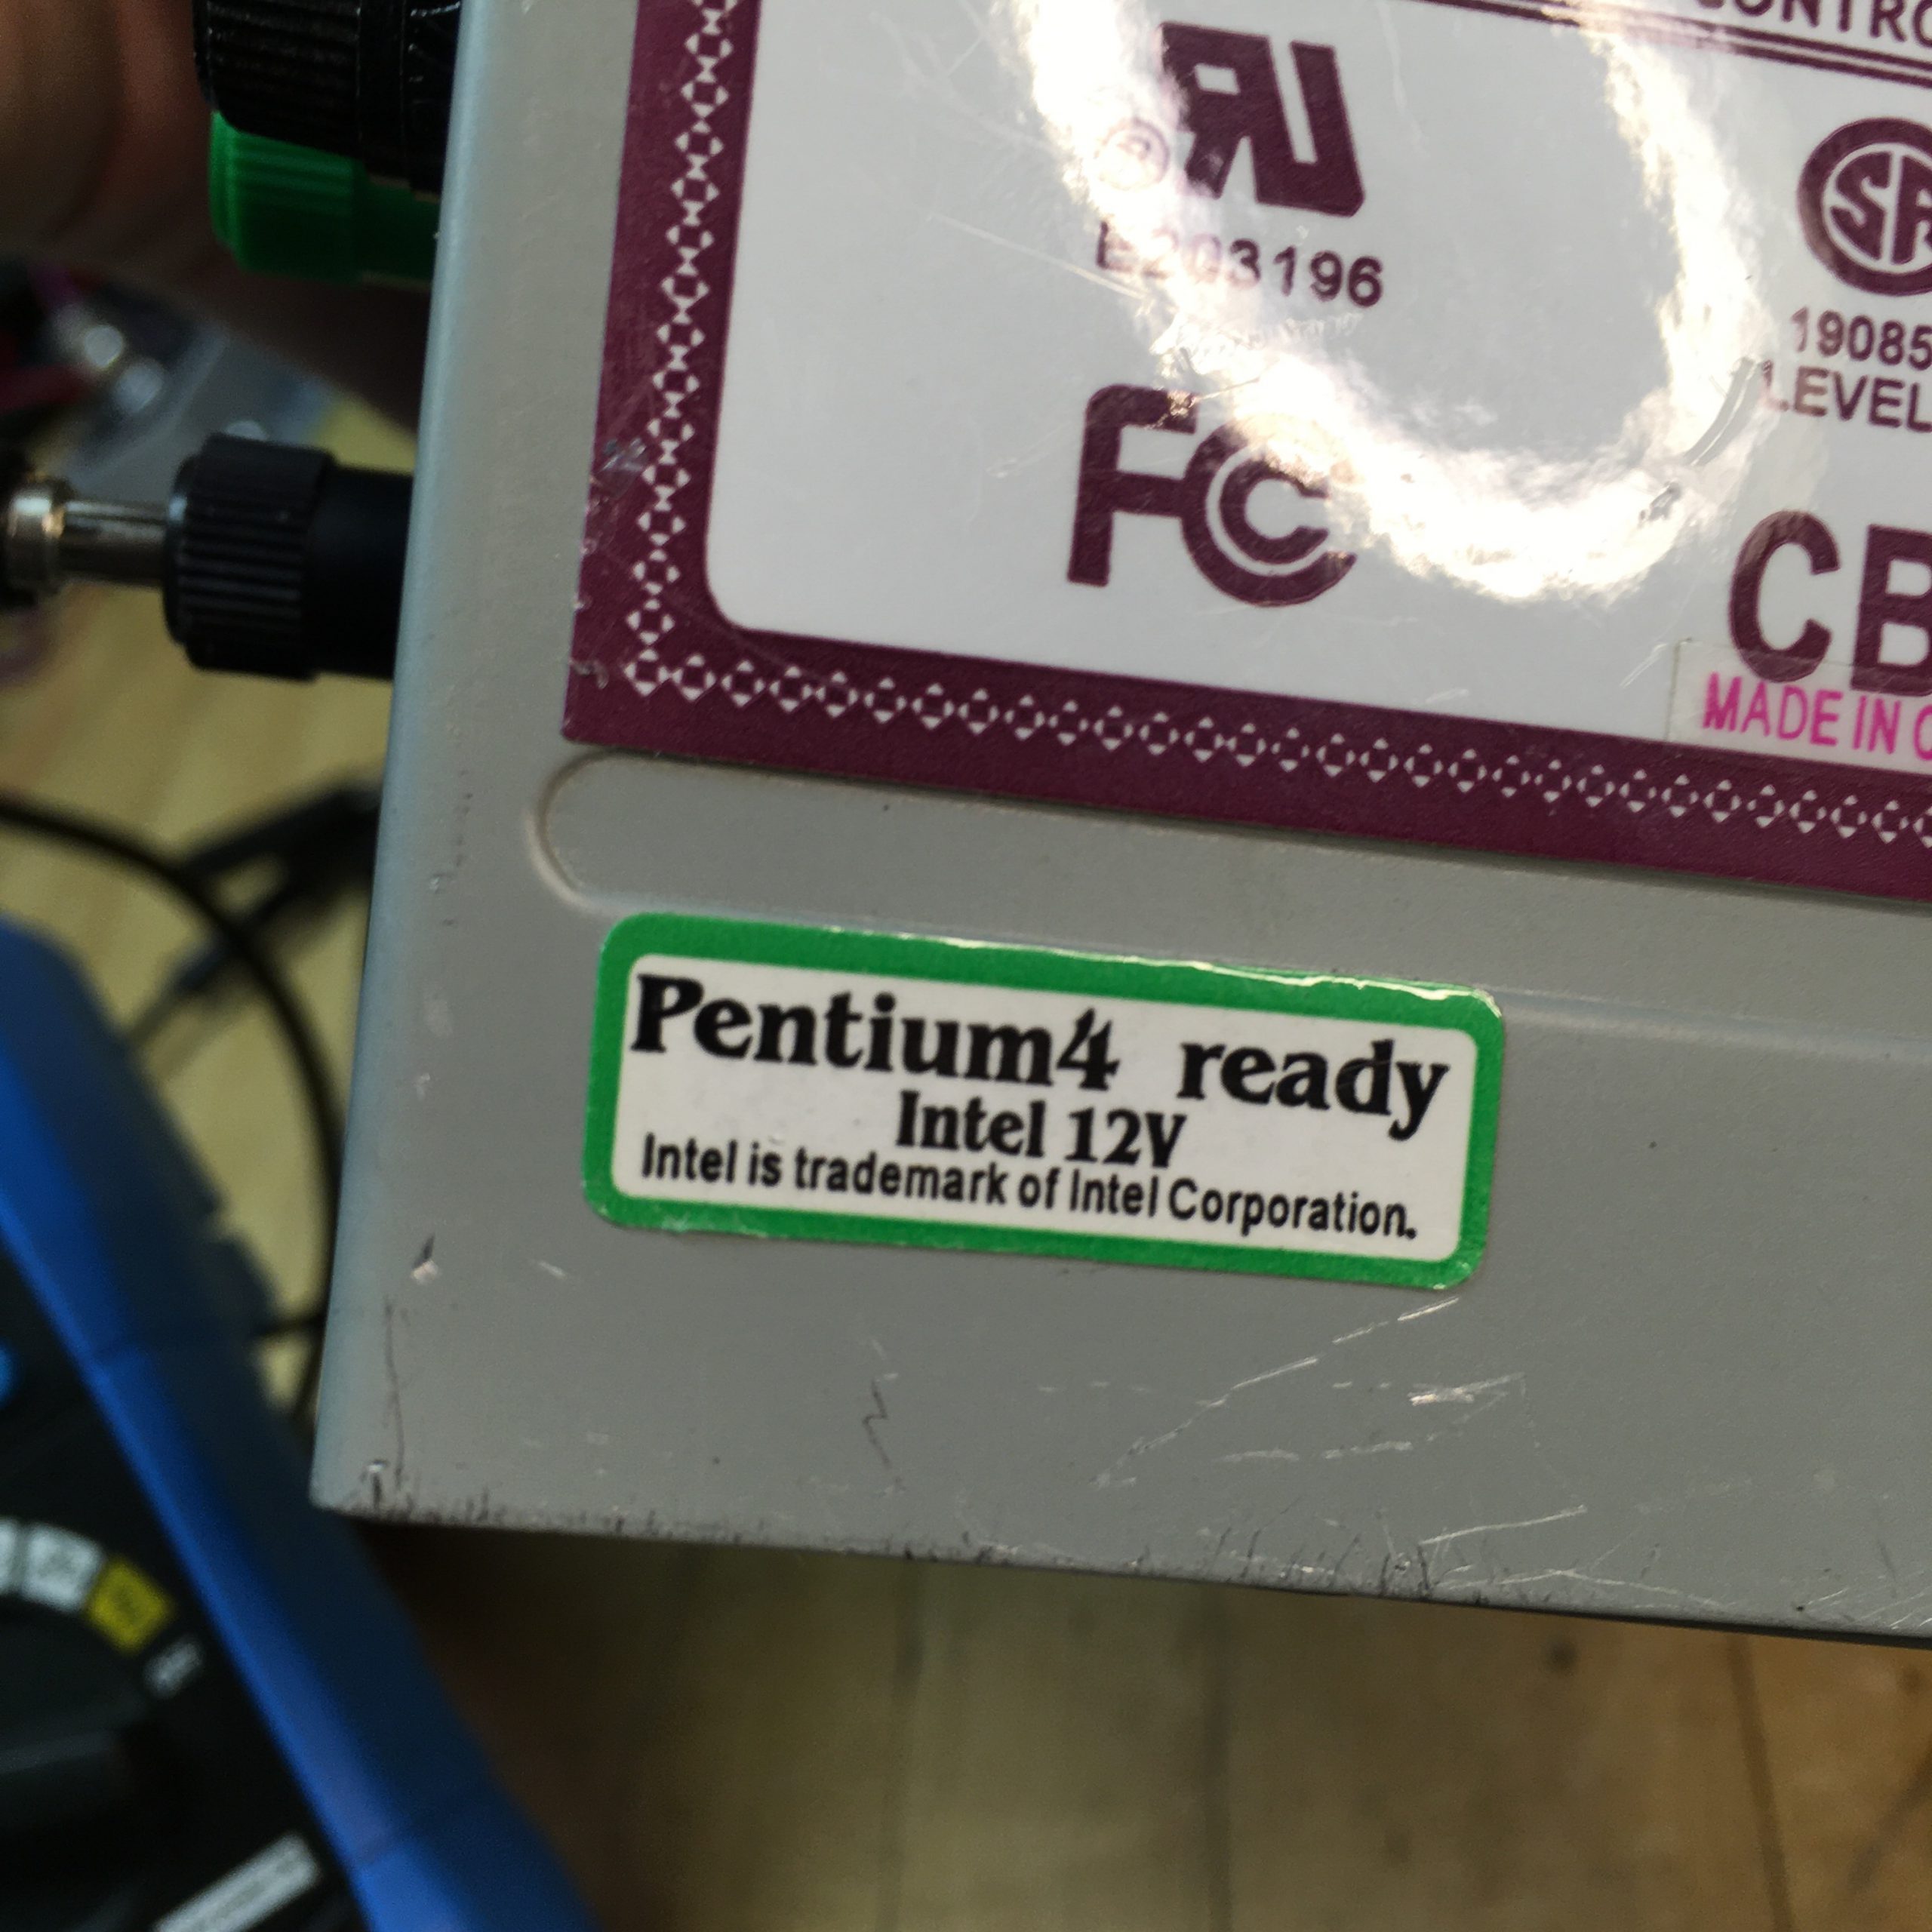 E203196
FC
19085
LEVEL
CB
MADE IN
Pentium4 ready
Intel 12V
Intel is trademark of Intel Corporation.